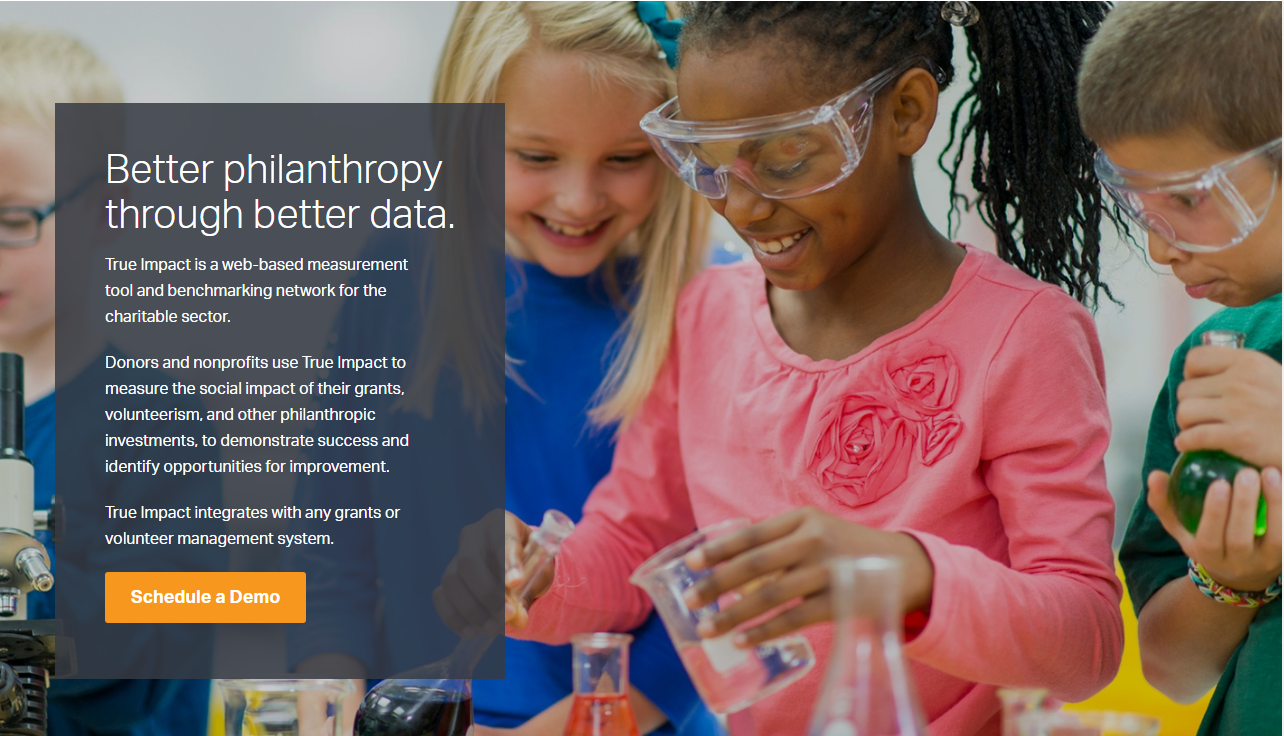 Better philanthropy
through better data.
True Impact is a web-based measurement
tool and benchmarking network for the
charitable sector.
Donors and nonprofits use True Impact to
measure the social impact of their grants,
volunteerism, and other philanthropic
investments, to demonstrate success and
identify opportunities for improvement.
True Impact integrates with any grants or
volunteer management system.
Schedule a Demo